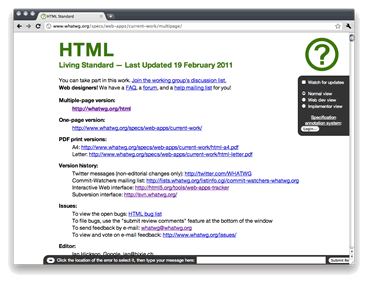 HTML Standard
www.whatwg.org/specs/web-apps/current-work/multipage/
HTML
Living Standard — Last Updated 19 February 2011
You can take part in this work. Join the working group's discussion list.
Web designers! We have a FAQ, a forum, and a help mailing list for you!
Multiple-page version:
http://whatwg.org/html
One-page version:
http://www.whatwg.org/specs/web-apps/current-work/
PDF print versions:
A4: http://www.whatwg.org/specs/web-apps/current-work/html-a4.pdf
Letter: http://www.whatwg.org/specs/web-apps/current-work/html-letter.pdf
Version history:
Twitter messages (non-editorial changes only): http://twitter.com/WHATWG
Commit-Watchers mailing list: http://lists.whatwg.org/listinfo.cgi/commit-watchers-whatwg.org
Interactive Web interface: http://html5.org/tools/web-apps-tracker
Subversion interface: http://svn.whatwg.org/
Issues:
To view the open bugs: HTML bug list
To file bugs, use the "submit review comments" feature at the bottom of the window
To send feedback by e-mail: whatwg@whatwg.org
To view and vote on e-mail feedback: http://www.whatwg.org/issues/
Editor:
Ian Hickson, Google, ian@hixie.ch
?
Watch for updates
Normal view
Web dev view
Implementor view
Specification
annotation system:
Login...
Click the location of the error to select it, then type your message here:
Submit Re